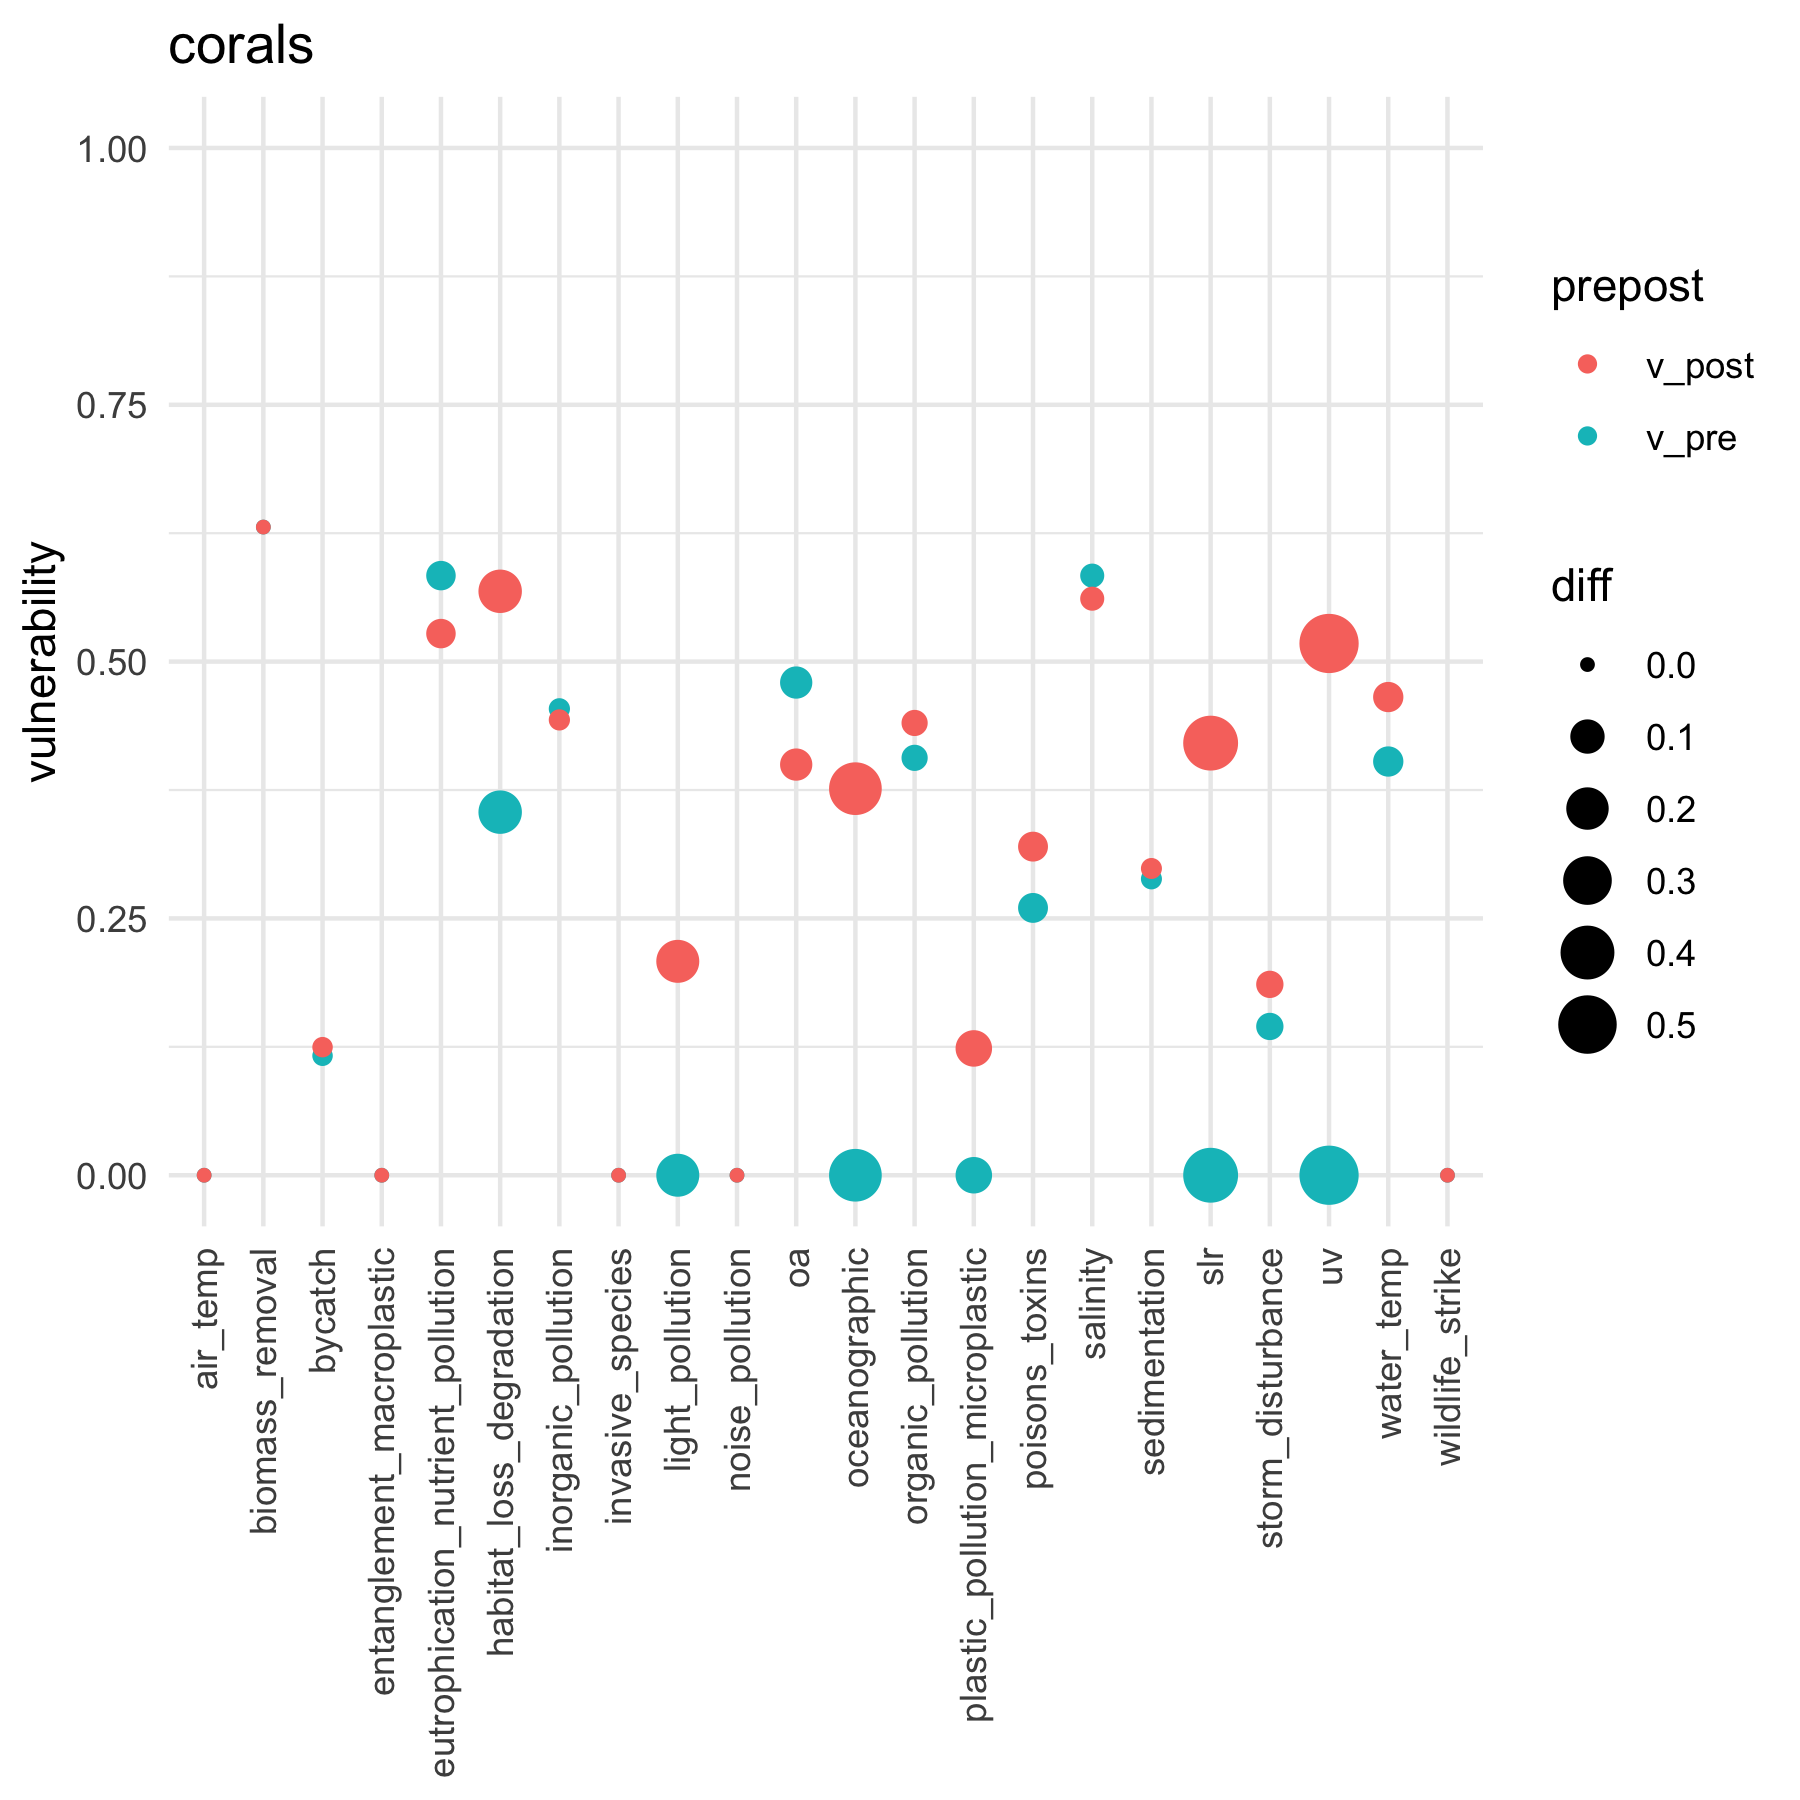 corals
vulnerability
1.00
0.75
0.50
0.25
0.00
air_temp
biomass_removal
bycatch
entanglement_macroplastic
eutrophication_nutrient_pollution
habitat_loss_degradation
inorganic_pollution
invasive_species
light_pollution
noise_pollution
oa
oceanographic
organic_pollution
plastic_pollution_microplastic
poisons_toxins
salinity
sedimentation
slr
storm_disturbance
uv
water_temp
wildlife_strike
prepost
v_post
v_pre
diff
0.0
0.1
0.2
0.3
0.4
0.5